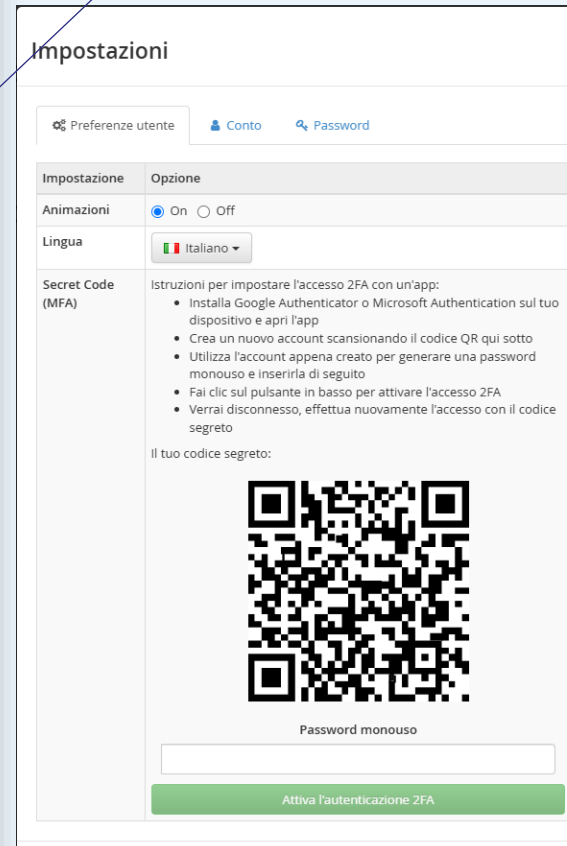 Impostazioni
Preferenze utente
Conto
Password
Impostazione Opzione
Animazioni On Off
Lingua Italiano
Secret Code
(MFA)
Istruzioni per impostare l'accesso 2FA con un'app:
Installa Google Authenticator o Microsoft Authentication sul tuo
dispositivo e apri l'app
Crea un nuovo account scansionando il codice QR qui sotto
Utilizza l'account appena creato per generare una password
monouso e inserirla di seguito
Fai clic sul pulsante in basso per attivare l'accesso 2FA
Verrai disconnesso, effettua nuovamente l'accesso con il codice
segreto
Il tuo codice segreto:
Password monouso
Attiva l'autenticazione 2FA